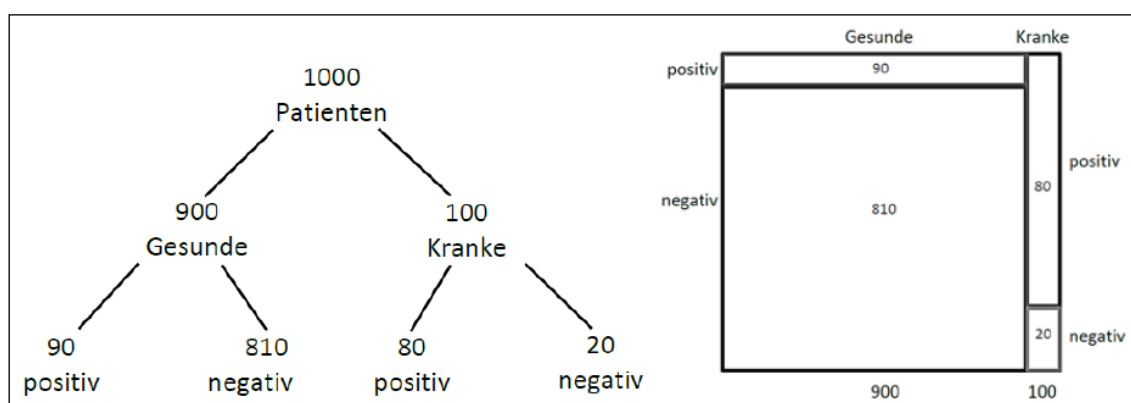 1000
Patienten
900
Gesunde
100
Kranke
90
positiv
810
negativ
80
positiv
20
negativ
Gesunde Kranke
positiv 90
80 positiv
negativ 810
20 negativ
900 100